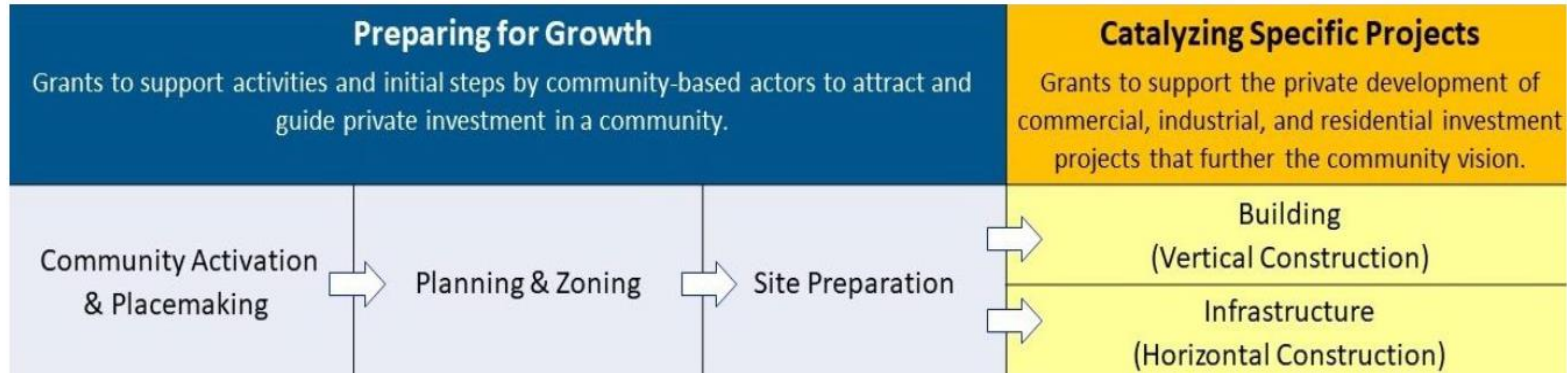 Preparing for Growth
Grants to support activities and initial steps by community-based actors to attract and
guide private investment in a community.
Catalyzing Specific Projects
Grants to support the private development of
commercial, industrial, and residential investment
projects that further the community vision.
Community Activation
& Placemaking
Planning & Zoning
Site Preparation
Building
(Vertical Construction)
Infrastructure
(Horizontal Construction)